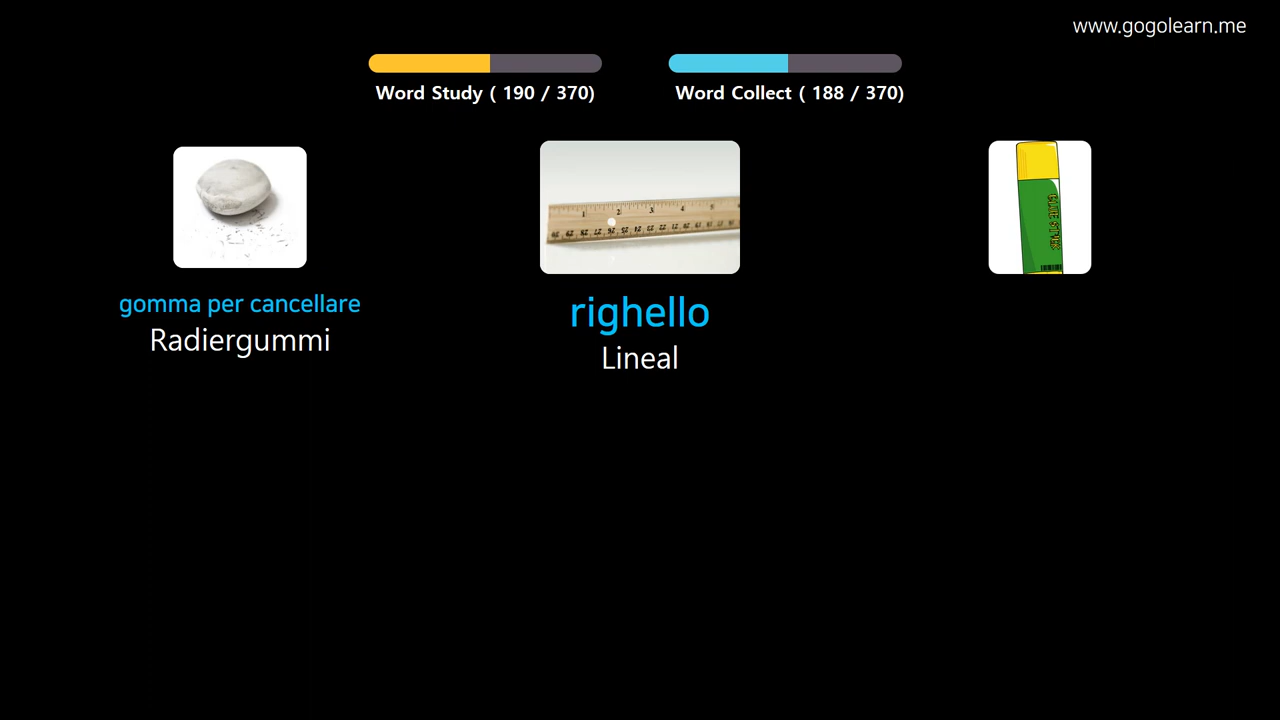 www.gogolearn.me
Word Study ( 190 / 370)
Word Collect ( 188 / 370)
gomma per cancellare
Radiergummi
righello
Lineal